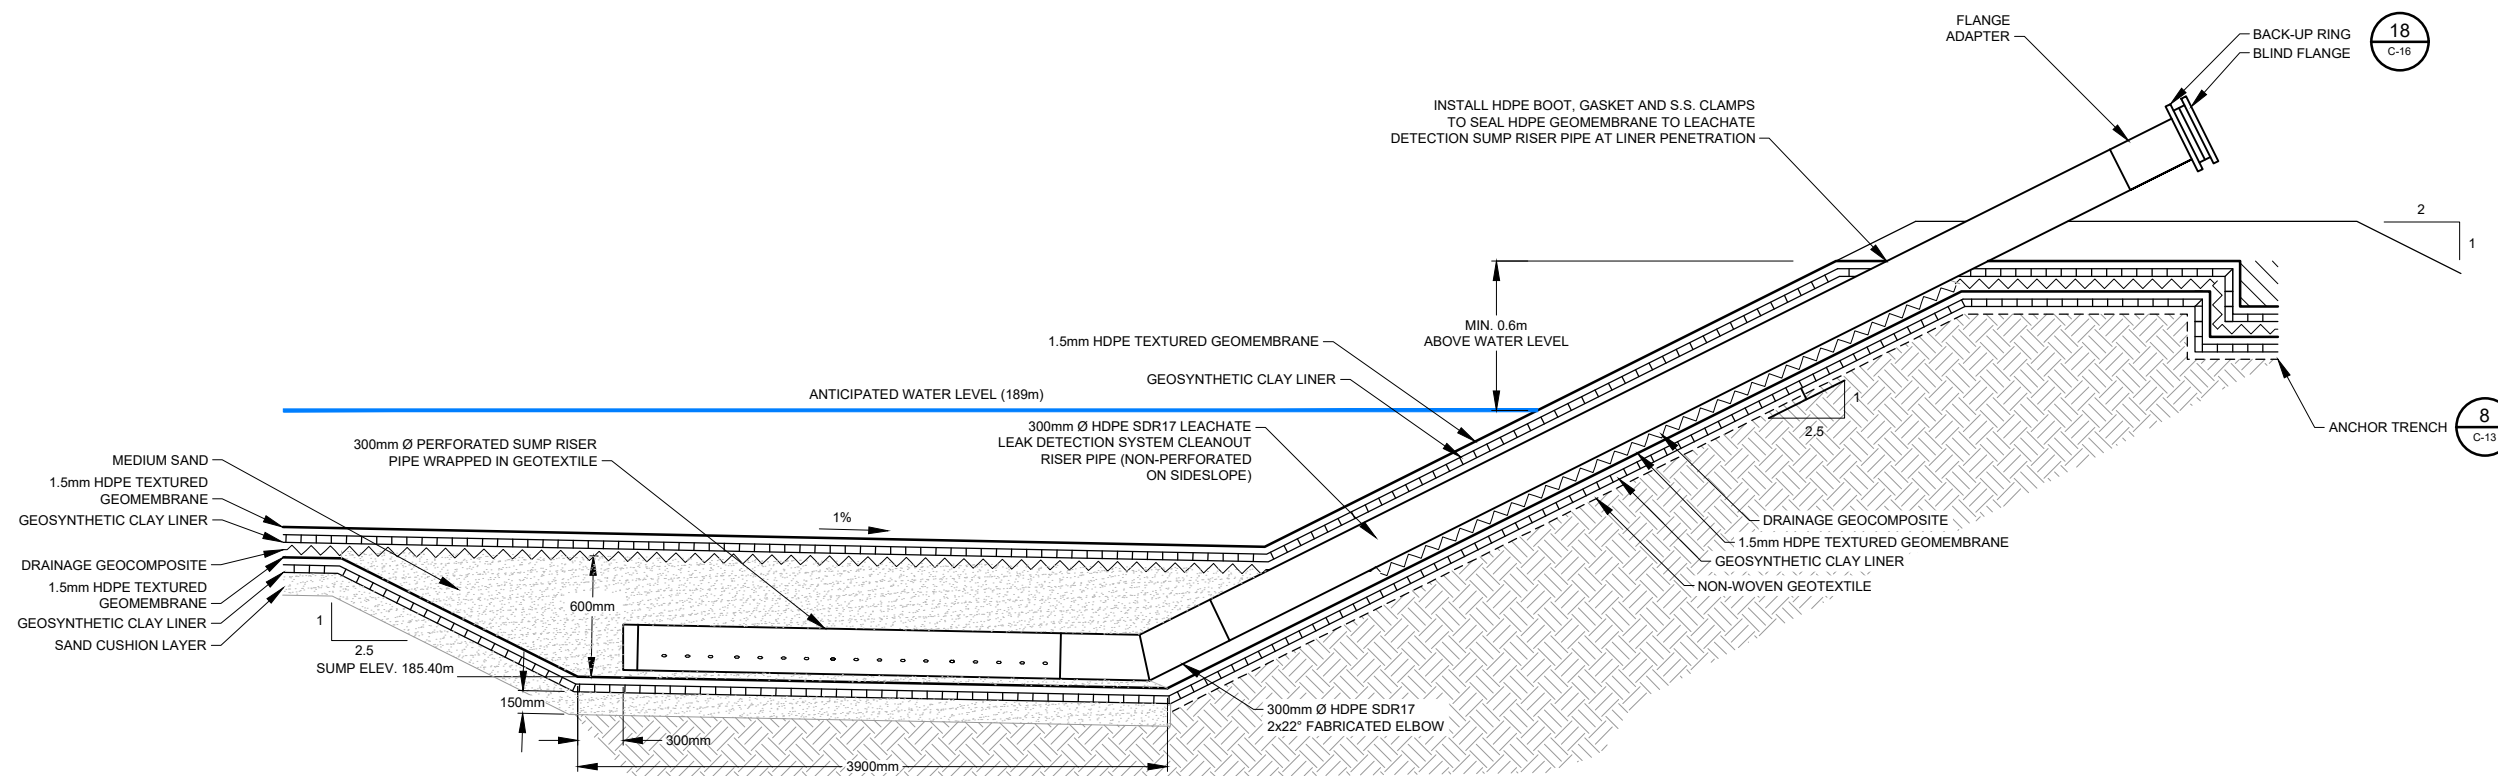 FLANGE
ADAPTER
BACK-UP RING
BLIND FLANGE
18
C-16
INSTALL HDPE BOOT, GASKET AND S.S. CLAMPS
TO SEAL HDPE GEOMEMBRANE TO LEACHATE
DETECTION SUMP RISER PIPE AT LINER PENETRATION
2
1
MIN. 0.6m
ABOVE WATER LEVEL
1.5mm HDPE TEXTURED GEOMEMBRANE
GEOSYNTHETIC CLAY LINER
ANTICIPATED WATER LEVEL (189m)
1
2.5
300mm Ø HDPE SDR17 LEACHATE
LEAK DETECTION SYSTEM CLEANOUT
RISER PIPE (NON-PERFORATED
ON SIDESLOPE)
ANCHOR TRENCH
8
C-13
300mm Ø PERFORATED SUMP RISER
PIPE WRAPPED IN GEOTEXTILE
MEDIUM SAND
1.5mm HDPE TEXTURED
GEOMEMBRANE
GEOSYNTHETIC CLAY LINER
DRAINAGE GEOCOMPOSITE
1.5mm HDPE TEXTURED
GEOMEMBRANE
GEOSYNTHETIC CLAY LINER
SAND CUSHION LAYER
1%
DRAINAGE GEOCOMPOSITE
1.5mm HDPE TEXTURED GEOMEMBRANE
GEOSYNTHETIC CLAY LINER
NON-WOVEN GEOTEXTILE
600mm
1
2.5
SUMP ELEV. 185.40m
150mm
300mm
3900mm
300mm Ø HDPE SDR17
2x22° FABRICATED ELBOW